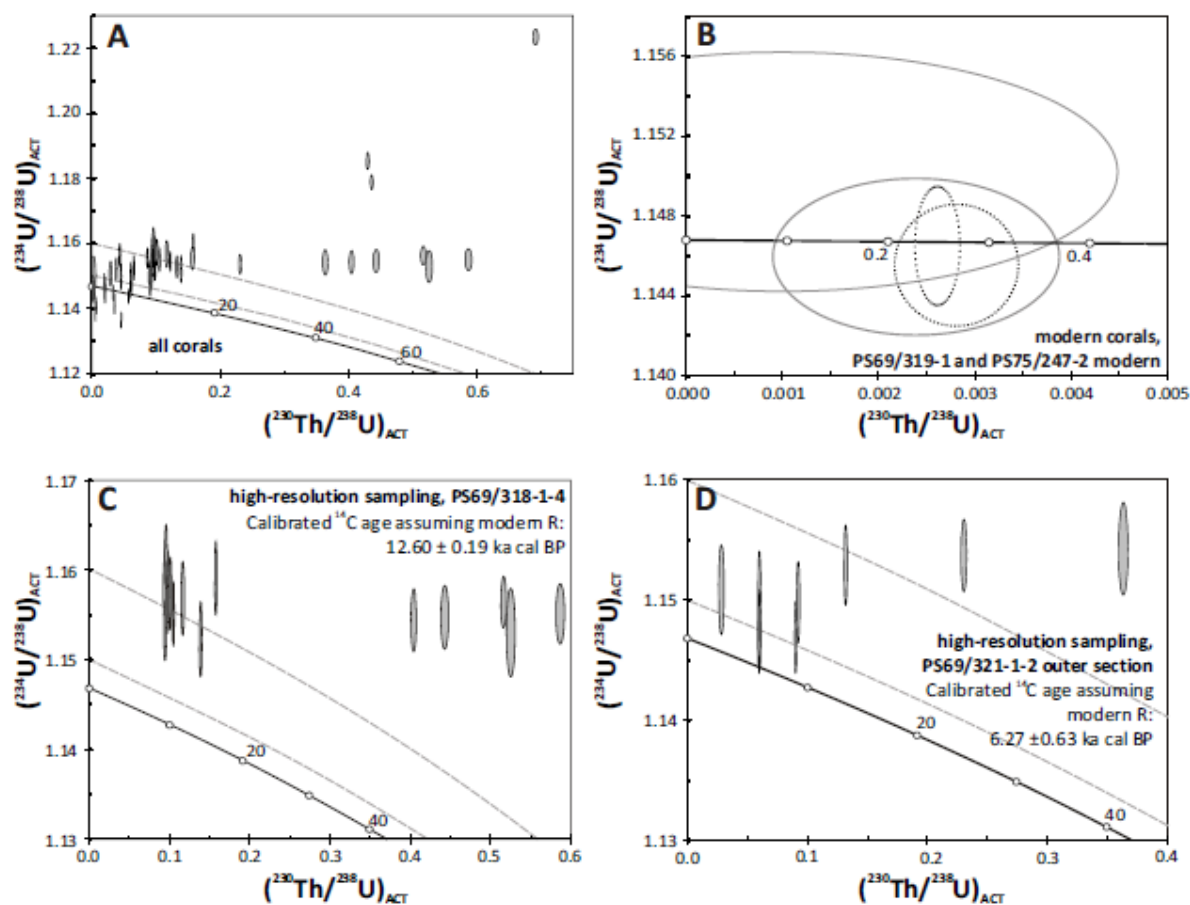 A
1.22
1.20
1.18
1.16
1.14
1.12
(²³⁴U/²³⁸U)ACT
20
40
60
all corals
0.0 0.2 0.4 0.6
(²³⁰Th/²³⁸U)ACT
B
1.156
1.152
1.148
1.144
1.140
(²³⁴U/²³⁸U)ACT
0.2
0.4
modern corals,
PS69/319-1 and PS75/247-2 modern
0.000 0.001 0.002 0.003 0.004 0.005
(²³⁰Th/²³⁸U)ACT
C
1.17
1.16
1.15
1.14
1.13
(²³⁴U/²³⁸U)ACT
high-resolution sampling, PS69/318-1-4
Calibrated ¹⁴C age assuming modern R:
12.60 ± 0.19 ka cal BP
20
40
0.0 0.1 0.2 0.3 0.4 0.5 0.6
(²³⁰Th/²³⁸U)ACT
D
1.16
1.15
1.14
1.13
(²³⁴U/²³⁸U)ACT
high-resolution sampling,
PS69/321-1-2 outer section
Calibrated ¹⁴C age assuming
modern R:
6.27 ±0.63 ka cal BP
20
40
0.0 0.1 0.2 0.3 0.4
(²³⁰Th/²³⁸U)ACT